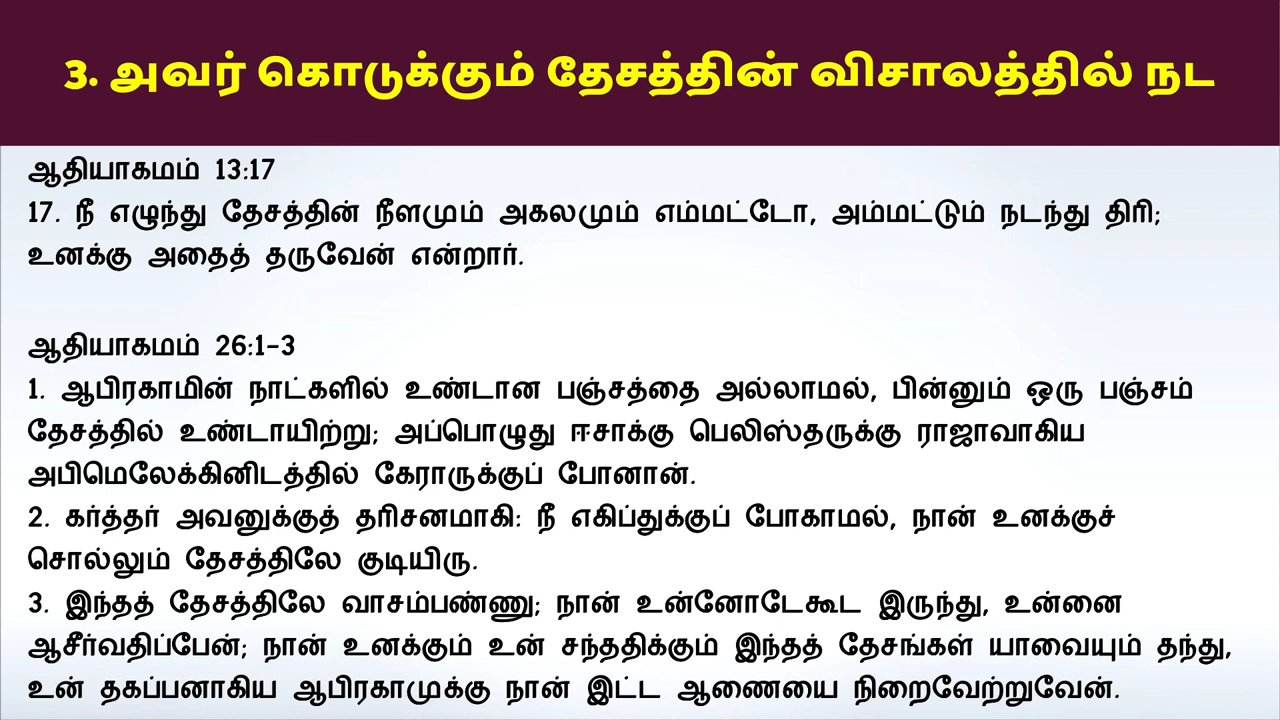 3. அவர் கொடுக்கும் தேசத்தின் விசாலத்தில் நட
ஆதியாகமம் 13:17
17. நீ எழுந்து தேசத்தின் நீளமும் அகலமும் எம்மட்டோ, அம்மட்டும் நடந்து திரி;
உனக்கு அதைத் தருவேன் என்றார்.
ஆதியாகமம் 26:1-3
1. ஆபிரகாமின் நாட்களில் உண்டான பஞ்சத்தை அல்லாமல், பின்னும் ஒரு பஞ்சம்
தேசத்தில் உண்டாயிற்று; அப்பொழுது ஈசாக்கு பெலிஸ்தருக்கு ராஜாவாகிய
அபிமெலேக்கினிடத்தில் கேராருக்குப் போனான்.
2. கர்த்தர் அவனுக்குத் தரிசனமாகி: நீ எகிப்துக்குப் போகாமல், நான் உனக்குச்
சொல்லும் தேசத்திலே குடியிரு.
3. இந்தத் தேசத்திலே வாசம்பண்ணு; நான் உன்னோடேகூட இருந்து, உன்னை
ஆசீர்வதிப்பேன்; நான் உனக்கும் உன் சந்ததிக்கும் இந்தத் தேசங்கள் யாவையும் தந்து,
உன் தகப்பனாகிய ஆபிரகாமுக்கு நான் இட்ட ஆணையை நிறைவேற்றுவேன்.